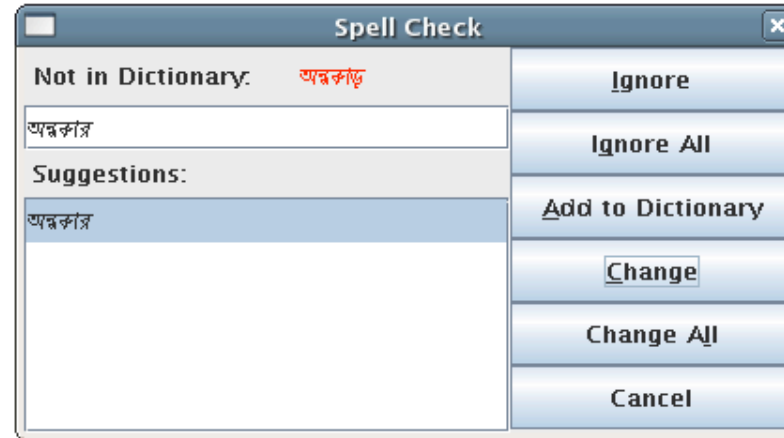 Spell Check
Not in Dictionary: অন্ধকাড়
অন্ধকার
Suggestions:
অন্ধকার
Ignore
Ignore All
Add to Dictionary
Change
Change All
Cancel